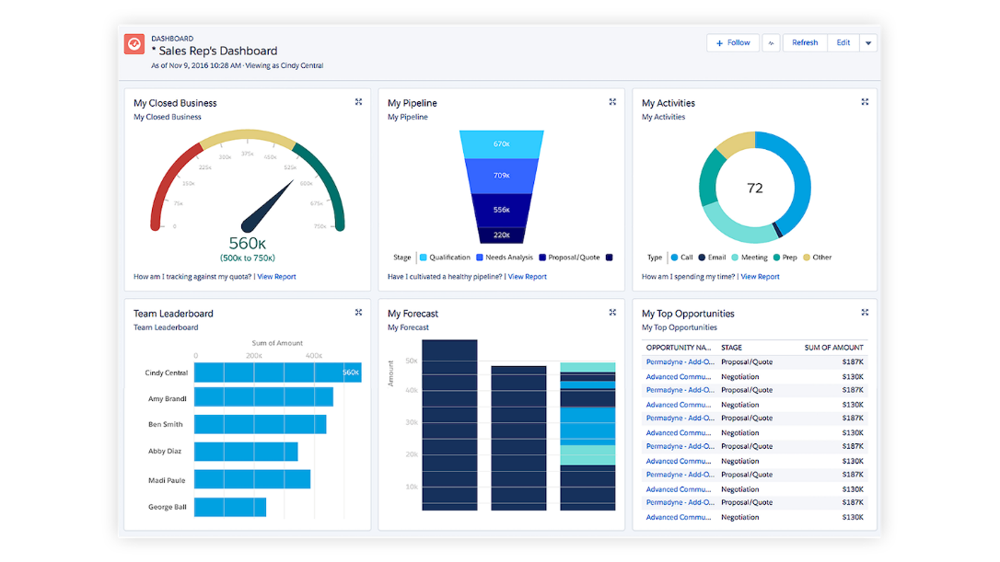 DASHBOARD
* Sales Rep's Dashboard
As of Nov 9, 2016 10:28 AM · Viewing as Cindy Central
+ Follow
Refresh
Edit
My Closed Business
My Closed Business
0
75K
150K
225K
300K
375K
450K
525K
600K
675K
750K
560K
(500K to 750K)
How am I tracking against my quota? | View Report
My Pipeline
My Pipeline
670K
709K
556K
220K
Stage Qualification Needs Analysis Proposal/Quote
Have I cultivated a healthy pipeline? | View Report
My Activities
My Activities
72
Type Call Email Meeting Prep Other
How am I spending my time? | View Report
Team Leaderboard
Team Leaderboard
Sum of Amount
0 200K 400K
Cindy Central 560K
Amy Brandl
Ben Smith
Abby Diaz
Madi Paule
George Ball
My Forecast
My Forecast
Amount
50K
40K
30K
20K
10K
My Top Opportunities
My Top Opportunities
OPPORTUNITY NA... STAGE SUM OF AMOUNT
Permadyne - Add-O... Proposal/Quote $187K
Advanced Commu... Negotiation $130K
Permadyne - Add-O... Proposal/Quote $187K
Advanced Commu... Negotiation $130K
Permadyne - Add-O... Proposal/Quote $187K
Advanced Commu... Negotiation $130K
Permadyne - Add-O... Proposal/Quote $187K
Advanced Commu... Negotiation $130K
Permadyne - Add-O... Proposal/Quote $187K
Advanced Commu... Negotiation $130K
Permadyne - Add-O... Proposal/Quote $187K
Advanced Commu... Negotiation $130K